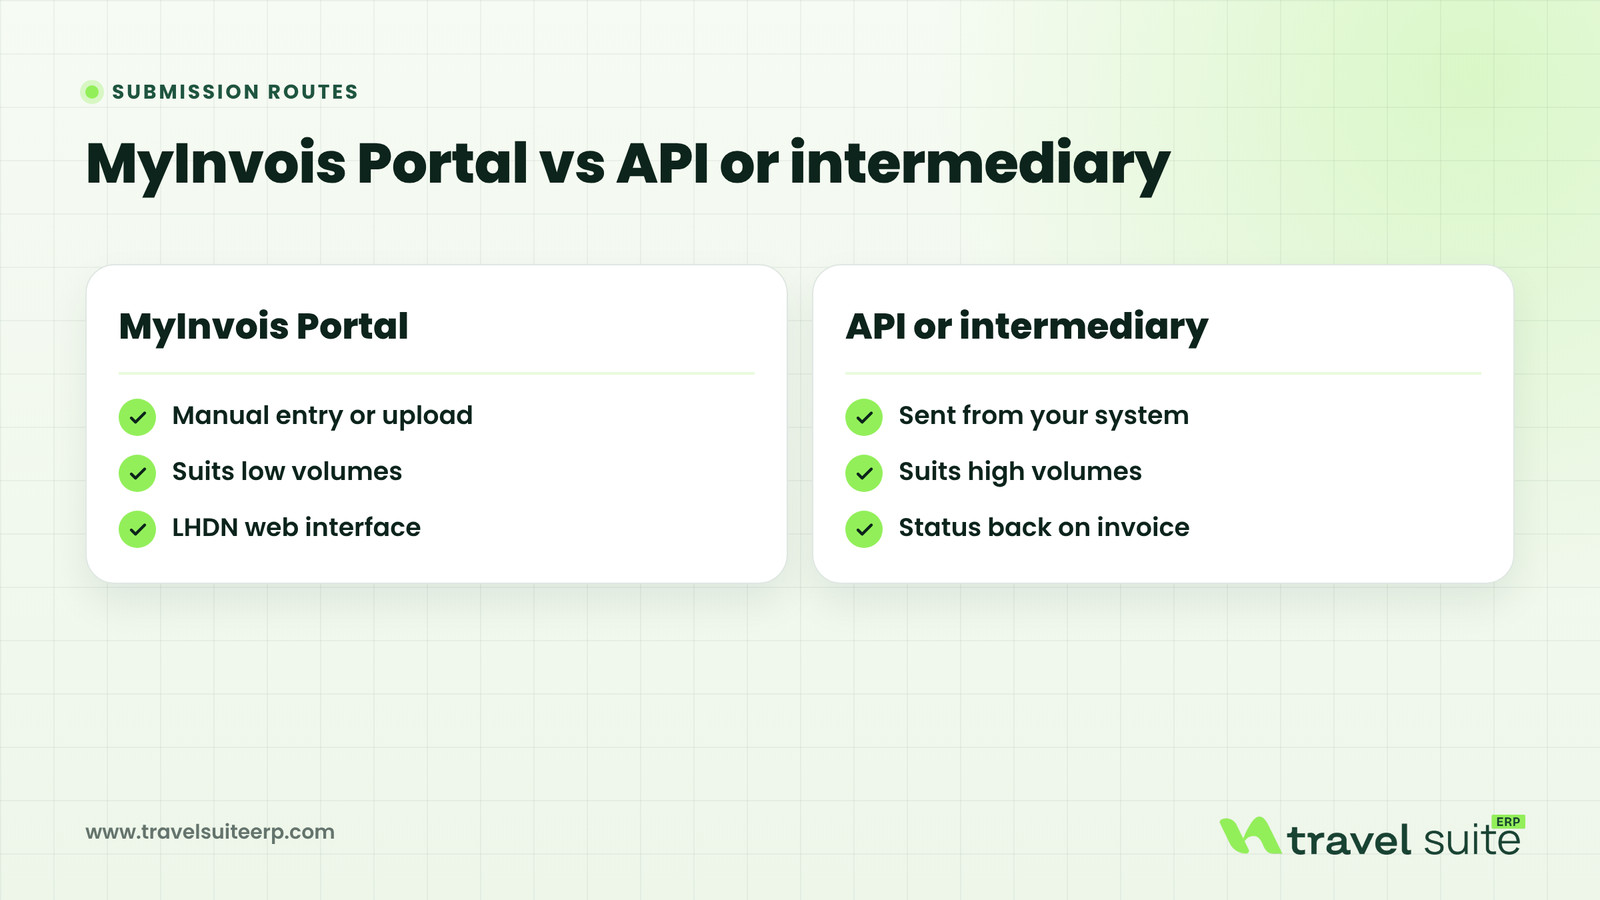 SUBMISSION ROUTES
MyInvois Portal vs API or intermediary
MyInvois Portal
Manual entry or upload
Suits low volumes
LHDN web interface
API or intermediary
Sent from your system
Suits high volumes
Status back on invoice
www.travelsuiteerp.com
travel suite ERP